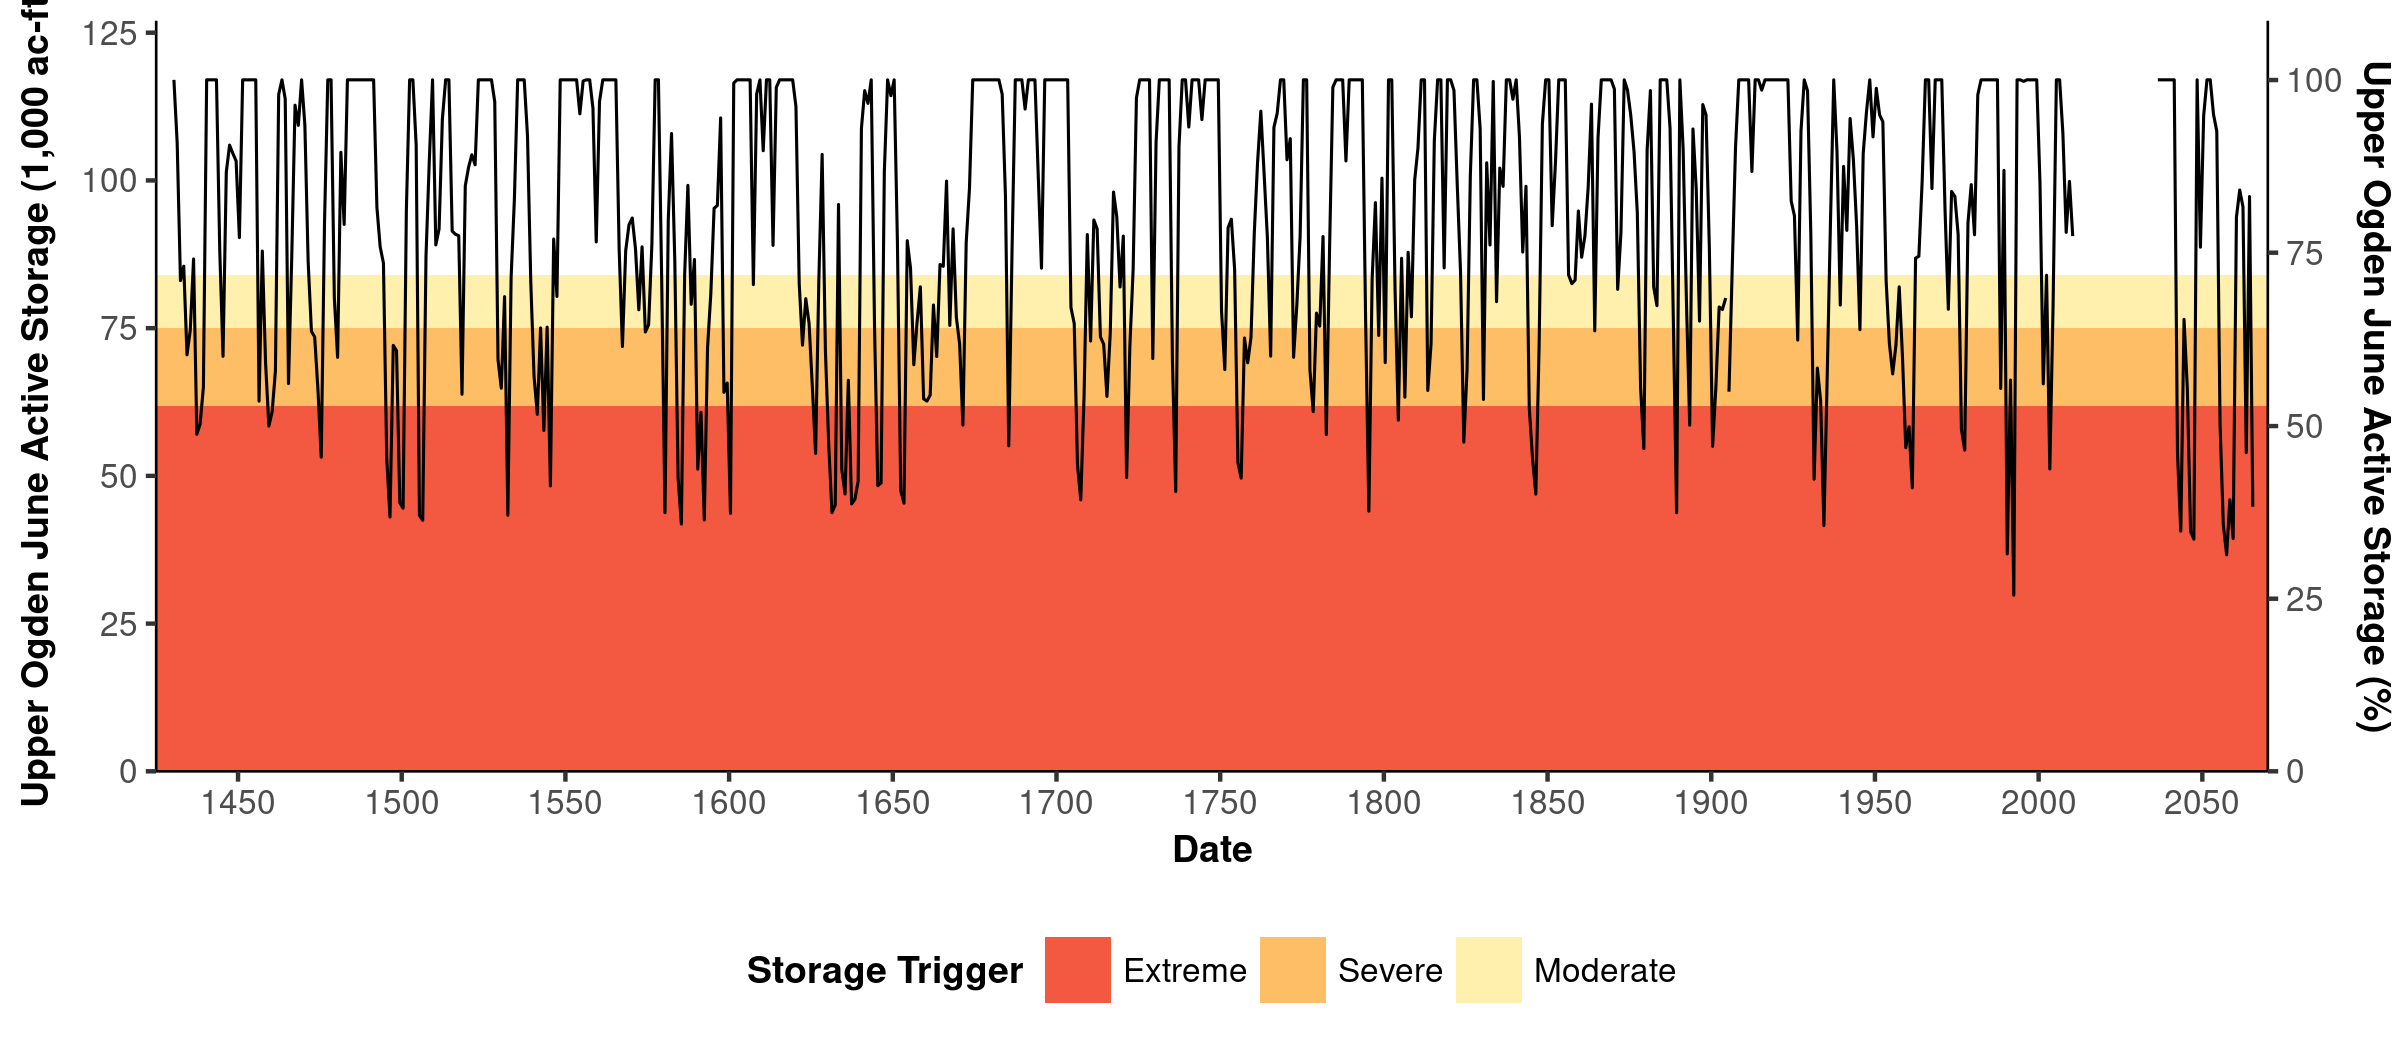 Upper Ogden June Active Storage (1,000 ac-ft
125
100
75
50
25
0
100
75
50
25
0
Upper Ogden June Active Storage (%)
1450 1500 1550 1600 1650 1700 1750 1800 1850 1900 1950 2000 2050
Date
Storage Trigger Extreme Severe Moderate